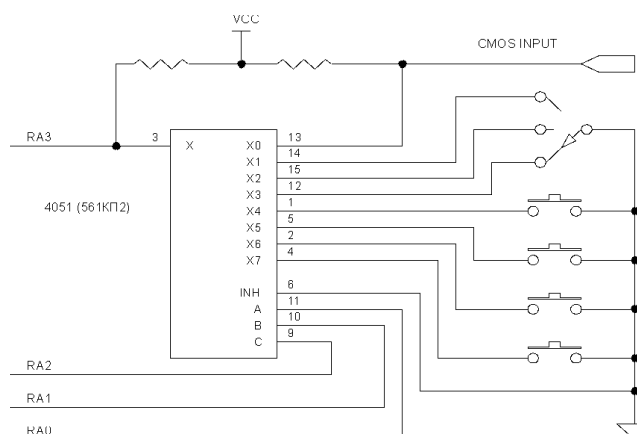 VCC
CMOS INPUT
RA3
3
X
X0
13
X1
14
X2
15
X3
12
X4
1
X5
5
X6
2
X7
4
4051 (561КП2)
INH
6
A
11
B
10
C
9
RA2
RA1
RA0